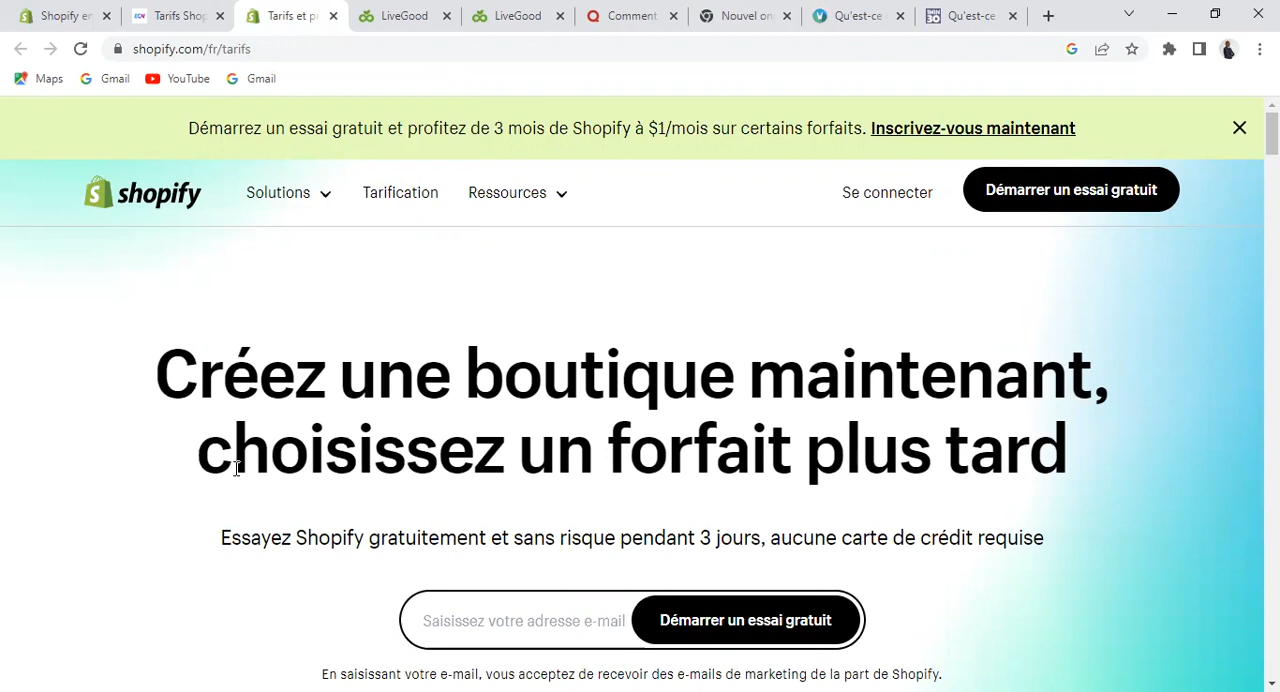 Shopify en
Tarifs Shop
Tarifs et p
LiveGood
LiveGood
Comment
Nouvel on
Qu'est-ce
Qu'est-ce
shopify.com/fr/tarifs
Maps
Gmail
YouTube
Gmail
Démarrez un essai gratuit et profitez de 3 mois de Shopify à $1/mois sur certains forfaits. Inscrivez-vous maintenant
shopify
Solutions
Tarification
Ressources
Se connecter
Démarrer un essai gratuit
Créez une boutique maintenant,
choisissez un forfait plus tard
Essayez Shopify gratuitement et sans risque pendant 3 jours, aucune carte de crédit requise
Saisissez votre adresse e-mail
Démarrer un essai gratuit
En saisissant votre e-mail, vous acceptez de recevoir des e-mails de marketing de la part de Shopify.